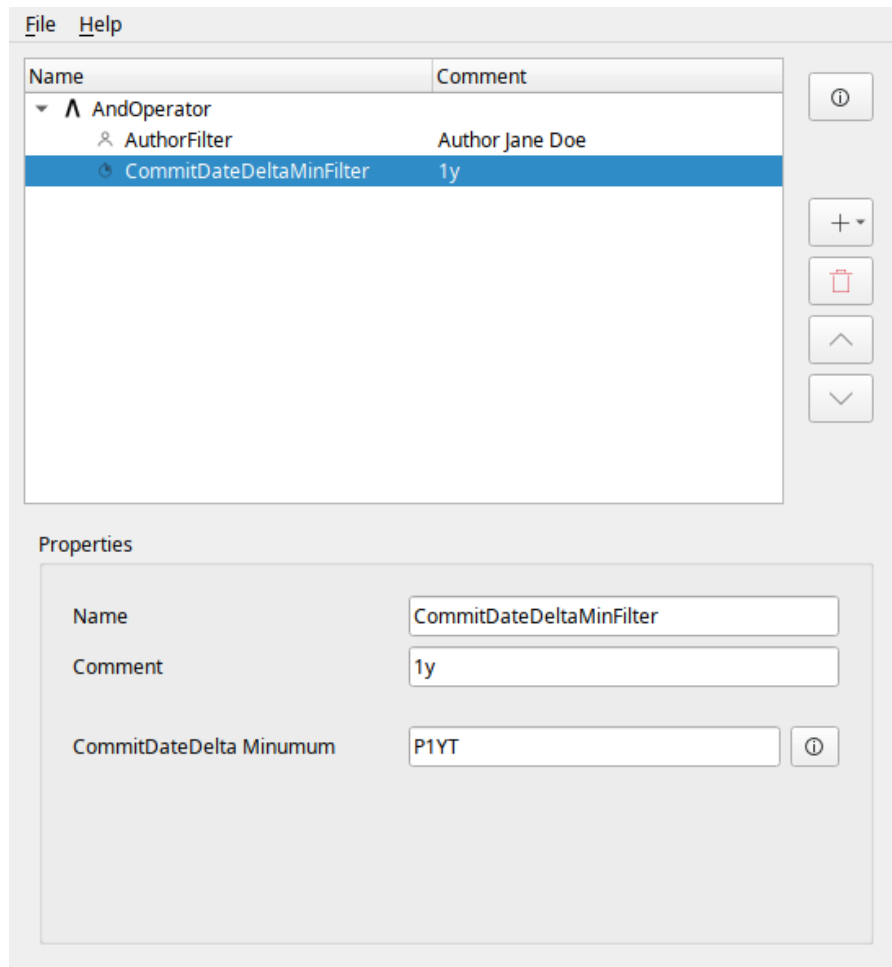 File Help
Name Comment
AndOperator
AuthorFilter Author Jane Doe
CommitDateDeltaMinFilter 1y
Properties
Name CommitDateDeltaMinFilter
Comment 1y
CommitDateDelta Minumum P1YT